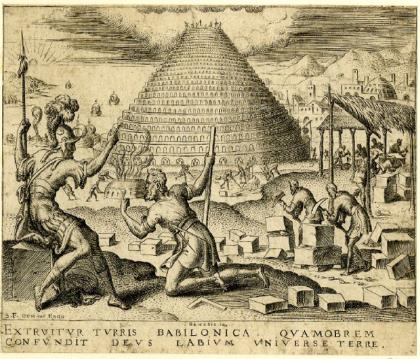 EXTRVITVR TVRRIS BABILONICA . QVAMOBREM
CONFVNDIT DEVS LABIVM VNIVERSE TERRE .